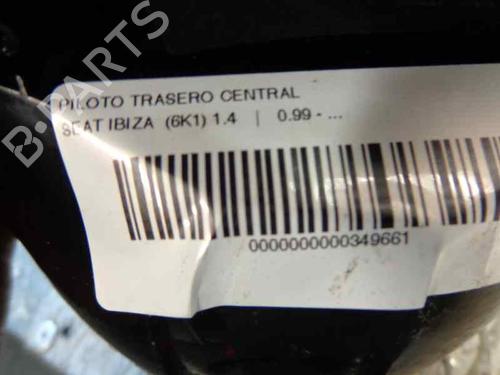 PILOTO TRASERO CENTRAL
SEAT IBIZA (6K1) 1.4 | 0.99 - ...
0000000000349661
B-PARTS